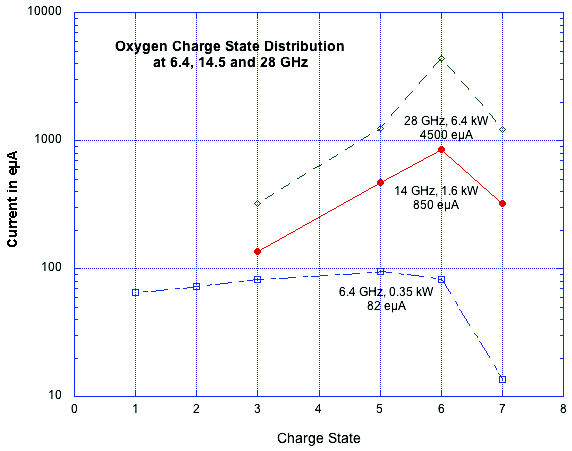 Oxygen Charge State Distribution
at 6.4, 14.5 and 28 GHz
10000
1000
100
10
Current in eµA
28 GHz, 6.4 kW
4500 eµA
14 GHz, 1.6 kW
850 eµA
6.4 GHz, 0.35 kW
82 eµA
0 1 2 3 4 5 6 7 8
Charge State